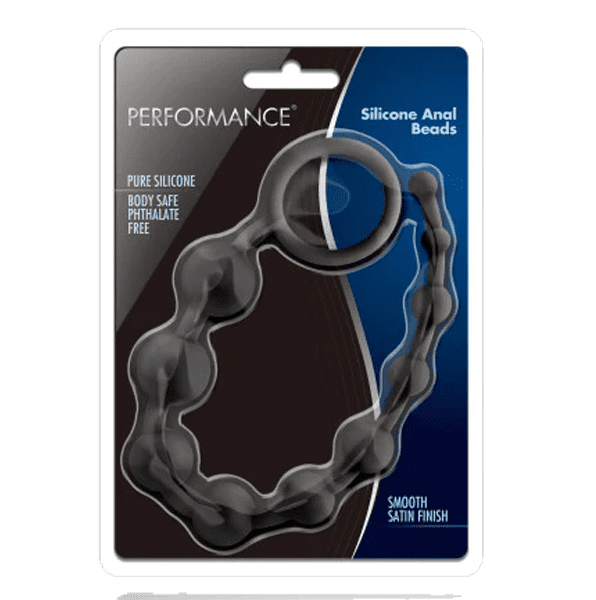 PERFORMANCE®
Silicone Anal
Beads
PURE SILICONE
BODY SAFE
PHTHALATE
FREE
SMOOTH
SATIN FINISH